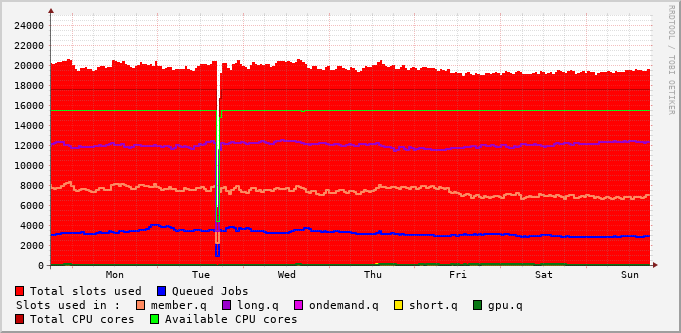 24000
22000
20000
18000
16000
14000
12000
10000
8000
6000
4000
2000
0
Mon Tue Wed Thu Fri Sat Sun
Total slots used Queued Jobs
Slots used in : member.q long.q ondemand.q short.q gpu.q
Total CPU cores Available CPU cores
RRDTOOL / TOBI OETIKER